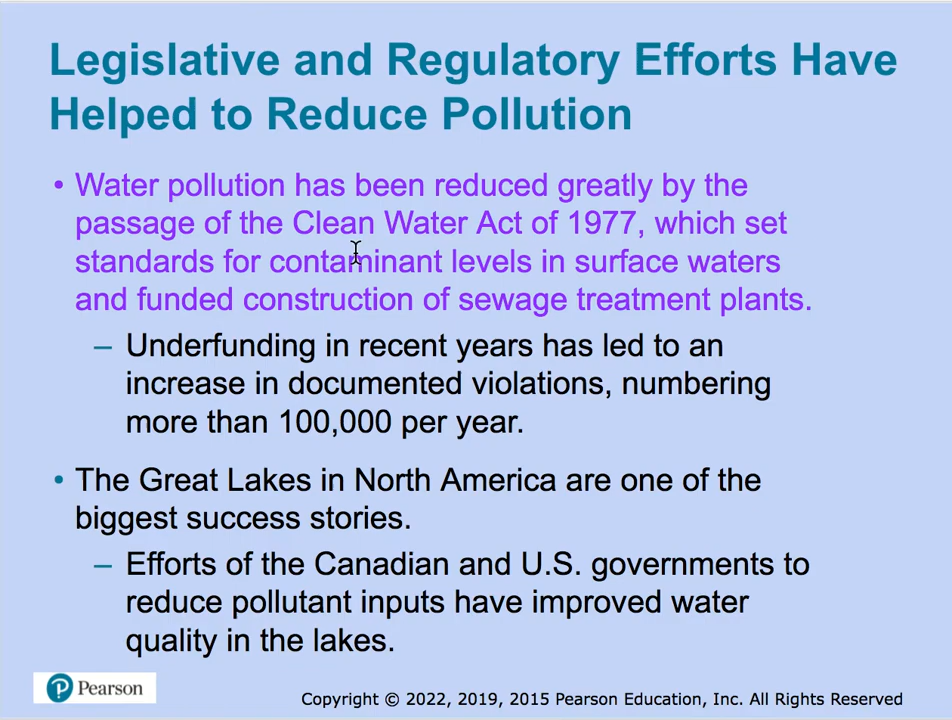 Legislative and Regulatory Efforts Have
Helped to Reduce Pollution
• Water pollution has been reduced greatly by the
passage of the Clean Water Act of 1977, which set
standards for contaminant levels in surface waters
and funded construction of sewage treatment plants.
– Underfunding in recent years has led to an
increase in documented violations, numbering
more than 100,000 per year.
• The Great Lakes in North America are one of the
biggest success stories.
– Efforts of the Canadian and U.S. governments to
reduce pollutant inputs have improved water
quality in the lakes.
Pearson
Copyright © 2022, 2019, 2015 Pearson Education, Inc. All Rights Reserved